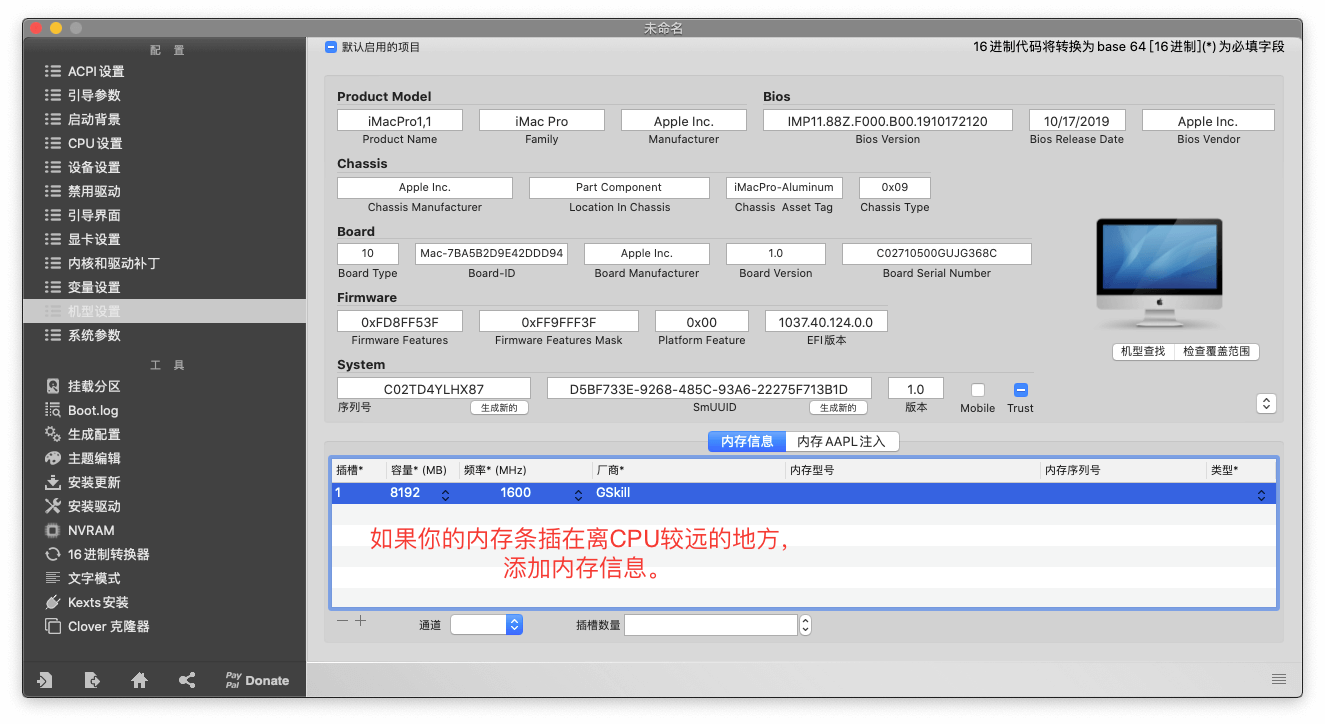 未命名
配 置
ACPI 设置
引导参数
启动背景
CPU 设置
设备设置
禁用驱动
引导界面
显卡设置
内核和驱动补丁
变量设置
机型设置
系统参数
工 具
挂载分区
Boot.log
生成配置
主题编辑
安装更新
安装驱动
NVRAM
16 进制转换器
文字模式
Kexts 安装
Clover 克隆器
Pay Pal Donate
默认启用的项目
16 进制代码将转换为 base 64 [16 进制](*) 为必填字段
Product Model
Bios
iMacPro1,1
iMac Pro
Apple Inc.
IMP11.88Z.F000.B00.1910172120
10/17/2019
Apple Inc.
Product Name
Family
Manufacturer
Bios Version
Bios Release Date
Bios Vendor
Chassis
Apple Inc.
Part Component
iMacPro-Aluminum
0x09
Chassis Manufacturer
Location In Chassis
Chassis Asset Tag
Chassis Type
Board
10
Mac-7BA5B2D9E42DDD94
Apple Inc.
1.0
C02710500GUJG368C
Board Type
Board-ID
Board Manufacturer
Board Version
Board Serial Number
Firmware
0xFD8FF53F
0xFF9FFF3F
0x00
1037.40.124.0.0
Firmware Features
Firmware Features Mask
Platform Feature
EFI 版本
机型查找
检查覆盖范围
System
C02TD4YLHX87
D5BF733E-9268-485C-93A6-22275F713B1D
1.0
序列号
生成新的
SmUUID
生成新的
版本
Mobile
Trust
内存信息
内存 AAPL 注入
插槽*
容量* (MB)
频率* (MHz)
厂商*
内存型号
内存序列号
类型*
1
8192
1600
GSkill
如果你的内存条插在离CPU较远的地方，
添加内存信息。
通道
插槽数量